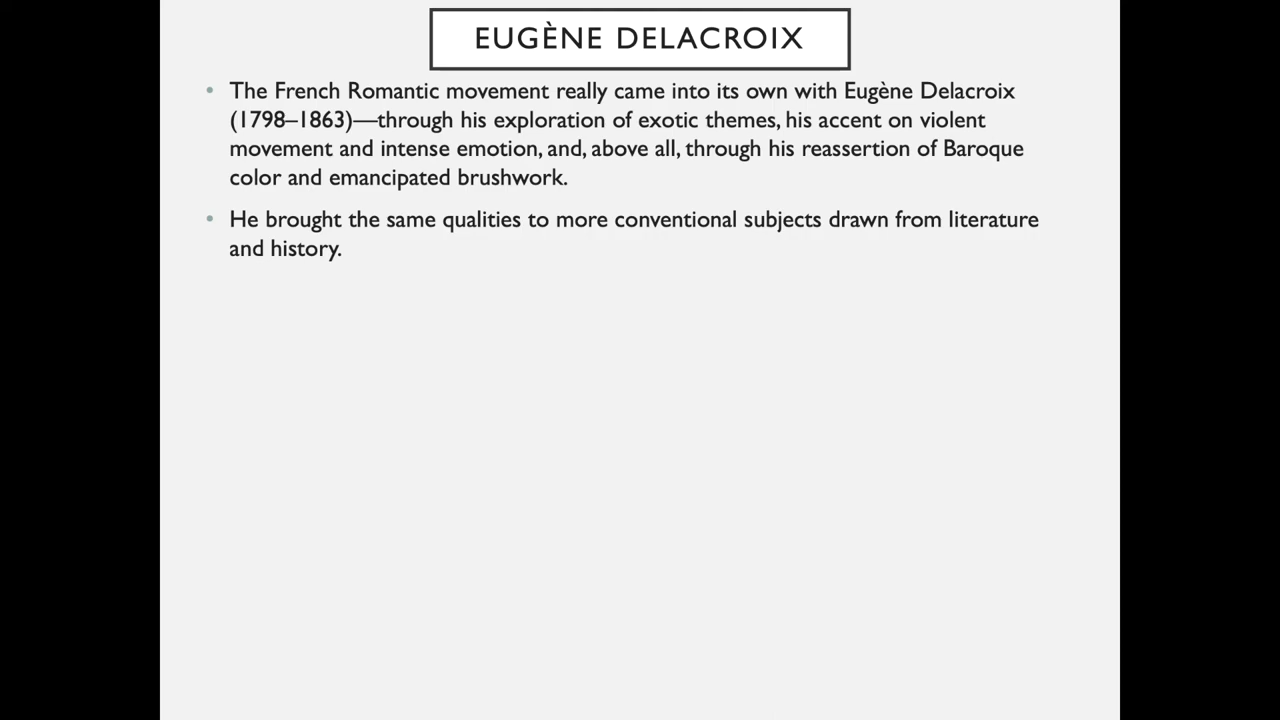 EUGÈNE DELACROIX
• The French Romantic movement really came into its own with Eugène Delacroix
(1798–1863)—through his exploration of exotic themes, his accent on violent
movement and intense emotion, and, above all, through his reassertion of Baroque
color and emancipated brushwork.
• He brought the same qualities to more conventional subjects drawn from literature
and history.